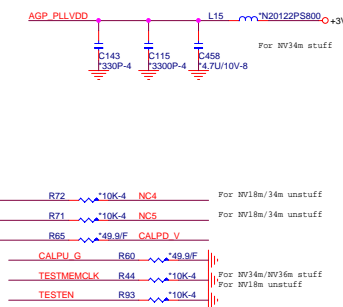 AGP_PLLVDD L15 *N20122PS800 +3V
For NV34m stuff
C143 C115 C458
*330P-4 *3300P-4 *4.7U/10V-8
R72 *10K-4 NC4 For NV18m/34m unstuff
R71 *10K-4 NC5 For NV18m/34m unstuff
R65 *49.9/F CALPD_V
CALPU_G R60 *49.9/F
TESTMEMCLK R44 *10K-4 For NV34m/NV36m stuff
For NV18m unstuff
TESTEN R93 *10K-4